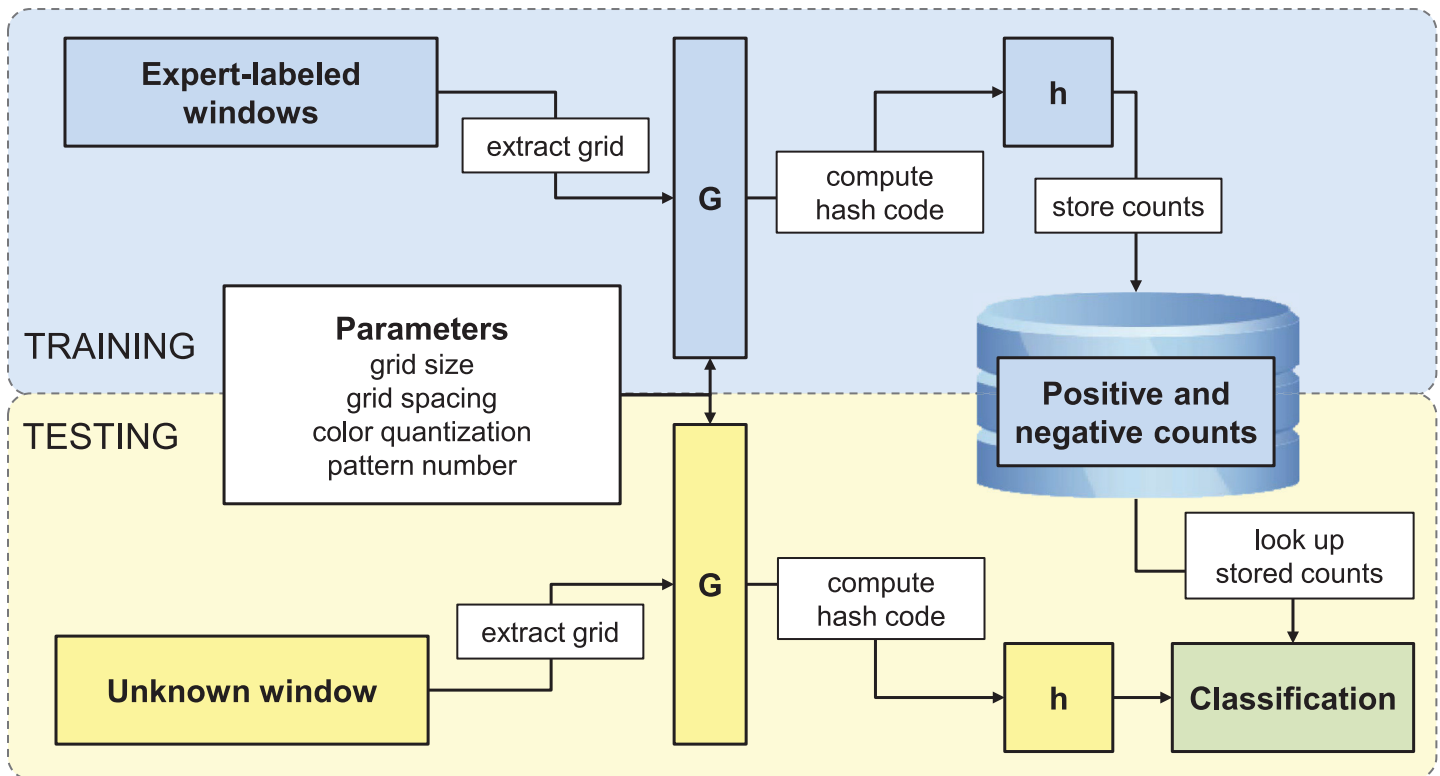 Expert-labeled
windows
extract grid
G
compute
hash code
h
store counts
TRAINING
Parameters
grid size
grid spacing
color quantization
pattern number
Positive and
negative counts
TESTING
Unknown window
extract grid
G
compute
hash code
h
look up
stored counts
Classification